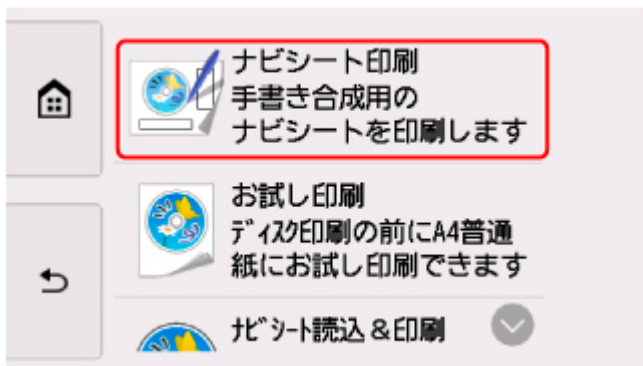 ナビシート印刷
手書き合成用の
ナビシートを印刷します
お試し印刷
ディスク印刷の前にA4普通
紙にお試し印刷できます
ナビシート読込&印刷